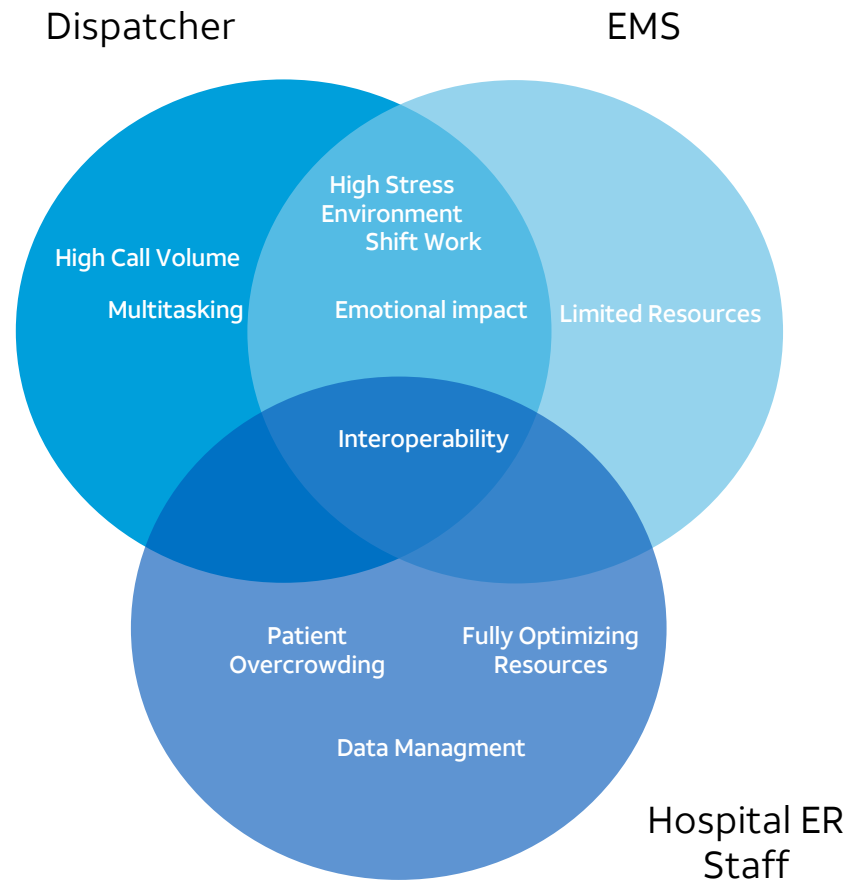 Dispatcher
EMS
High Stress
Environment
Shift Work
High Call Volume
Multitasking
Emotional impact
Limited Resources
Interoperability
Patient
Overcrowding
Fully Optimizing
Resources
Data Managment
Hospital ER
Staff